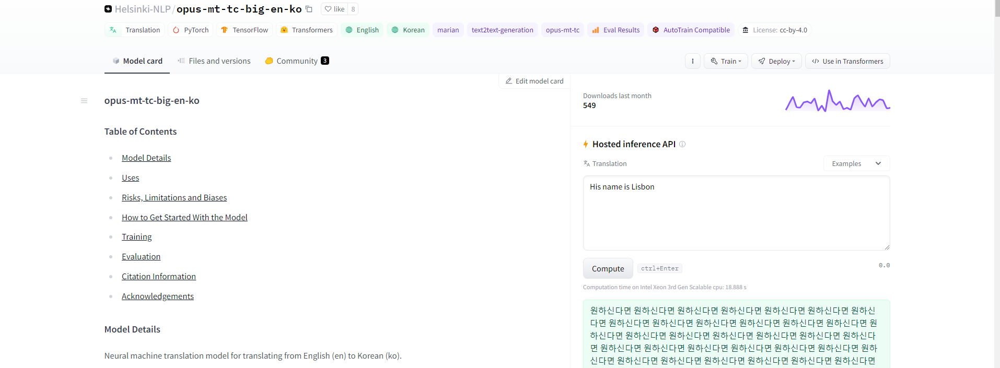 Helsinki-NLP/opus-mt-tc-big-en-ko like 8
Translation PyTorch TensorFlow Transformers English Korean marian text2text-generation opus-mt-tc Eval Results AutoTrain Compatible License: cc-by-4.0
Model card Files and versions Community 3 Train Deploy </> Use in Transformers
Edit model card
opus-mt-tc-big-en-ko
Table of Contents
Model Details
Uses
Risks, Limitations and Biases
How to Get Started With the Model
Training
Evaluation
Citation Information
Acknowledgements
Model Details
Neural machine translation model for translating from English (en) to Korean (ko).
Downloads last month
549
Hosted inference API
Translation Examples
His name is Lisbon
Compute ctrl+Enter 0.0
Computation time on Intel Xeon 3rd Gen Scalable cpu: 18.888 s
원하신다면 원하신다면 원하신다면 원하신다면 원하신다면 원하신다면 원하신
다면 원하신다면 원하신다면 원하신다면 원하신다면 원하신다면 원하신다면 원
하신다면 원하신다면 원하신다면 원하신다면 원하신다면 원하신다면 원하신다
면 원하신다면 원하신다면 원하신다면 원하신다면 원하신다면 원하신다면 원하
신다면 원하신다면 원하신다면 원하신다면 원하신다면 원하신다면 원하신다면